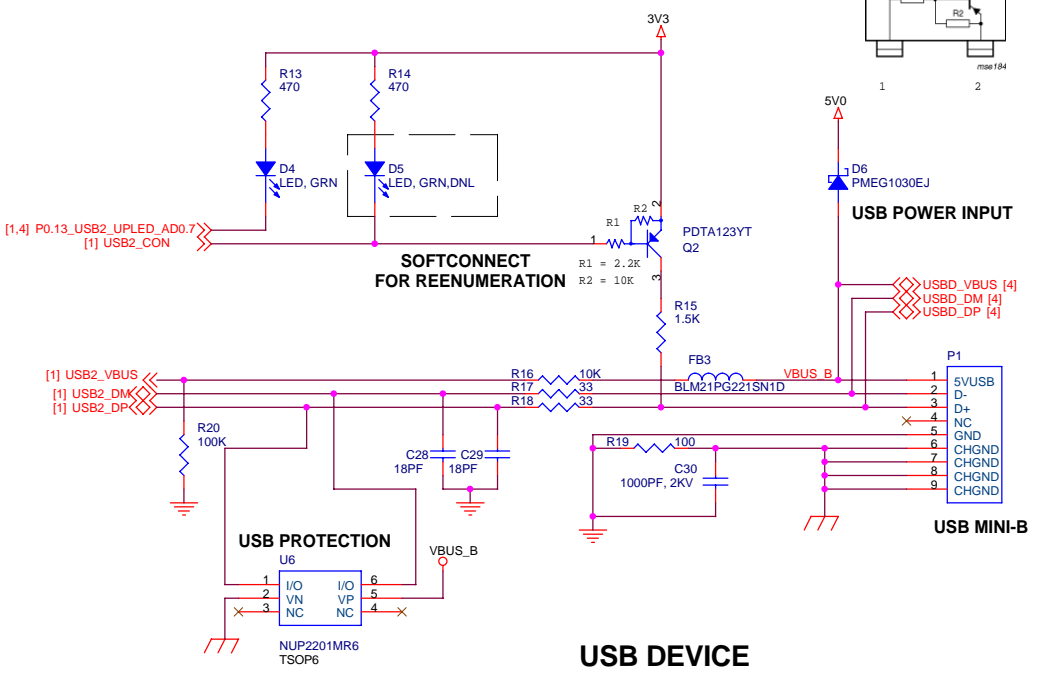 R2
mse184
1 2
3V3
R13
470
R14
470
5V0
D4
LED, GRN
D5
LED, GRN,DNL
D6
PMEG1030EJ
USB POWER INPUT
[1,4] P0.13_USB2_UPLED_AD0.7
[1] USB2_CON
SOFTCONNECT
FOR REENUMERATION
R1
R2
1
2
3
PDTA123YT
Q2
R1 = 2.2K
R2 = 10K
R15
1.5K
USBD_VBUS [4]
USBD_DM [4]
USBD_DP [4]
[1] USB2_VBUS
[1] USB2_DM
[1] USB2_DP
R16 10K
R17 33
R18 33
FB3
BLM21PG221SN1D
VBUS_B
P1
1 5VUSB
2 D-
3 D+
4 NC
5 GND
6 CHGND
7 CHGND
8 CHGND
9 CHGND
USB MINI-B
R20
100K
C28
18PF
C29
18PF
R19 100
C30
1000PF, 2KV
USB PROTECTION
U6
VBUS_B
1 I/O I/O 6
2 VN VP 5
3 NC NC 4
NUP2201MR6
TSOP6
USB DEVICE